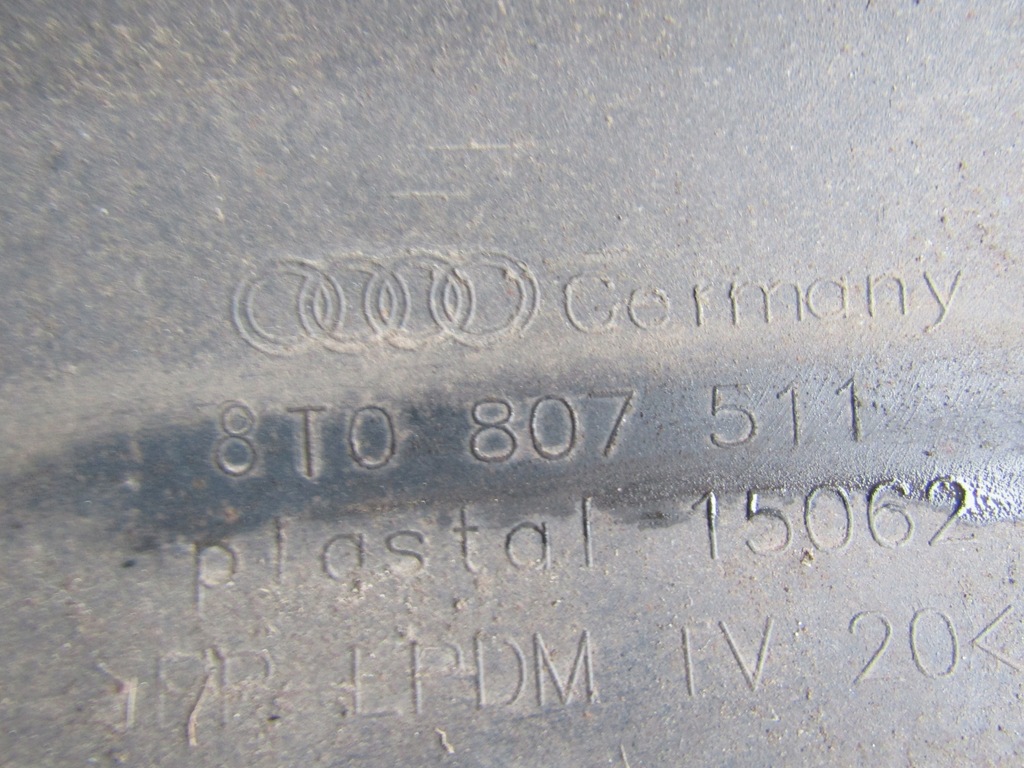 Germany
8T0 807 511
plastal 15062
>PP EPDM TV 20<